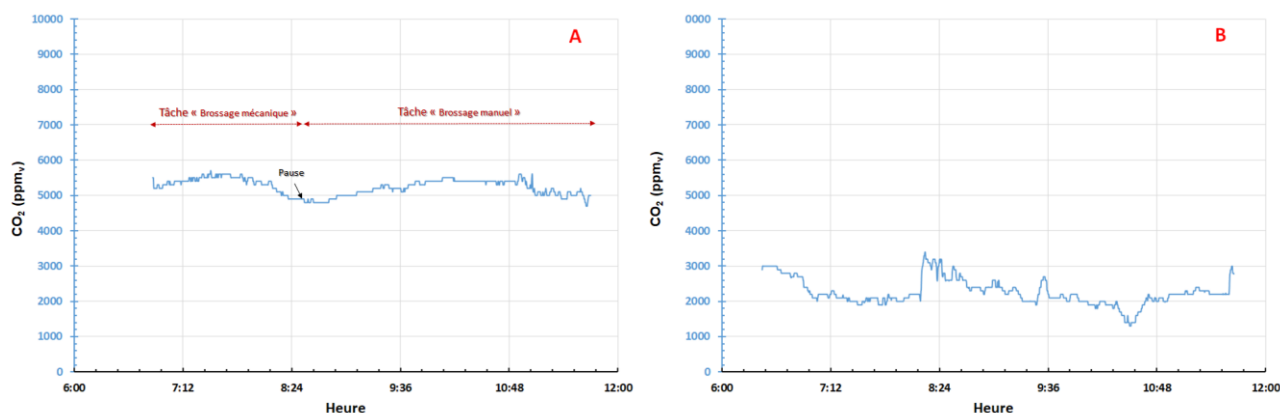 A
10000
9000
8000
7000
6000
5000
4000
3000
2000
1000
0
CO2 (ppmv)
Tâche « Brossage mécanique »
Tâche « Brossage manuel »
Pause
6:00 7:12 8:24 9:36 10:48 12:00
Heure
B
0000
9000
8000
7000
6000
5000
4000
3000
2000
1000
0
CO2 (ppmv)
6:00 7:12 8:24 9:36 10:48 12:00
Heure